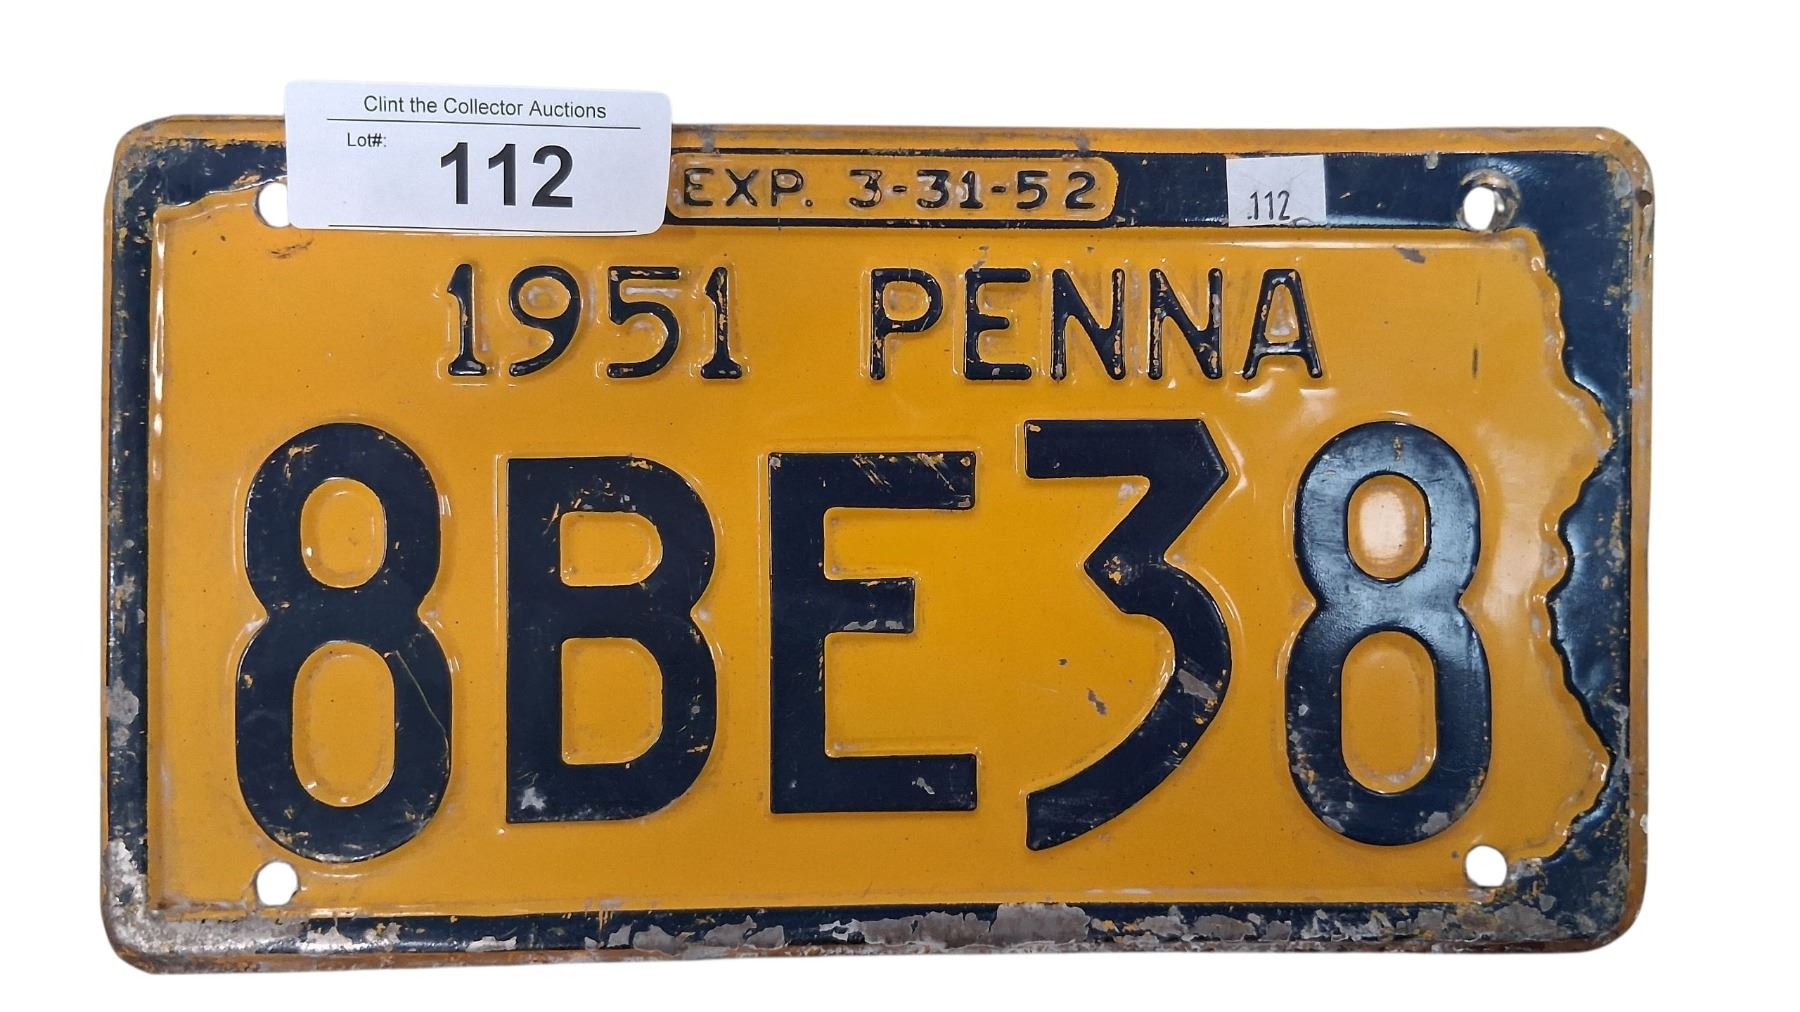 Clint the Collector Auctions
Lot#:
112
EXP. 3-31-52
.112
1951 PENNA
8BE38